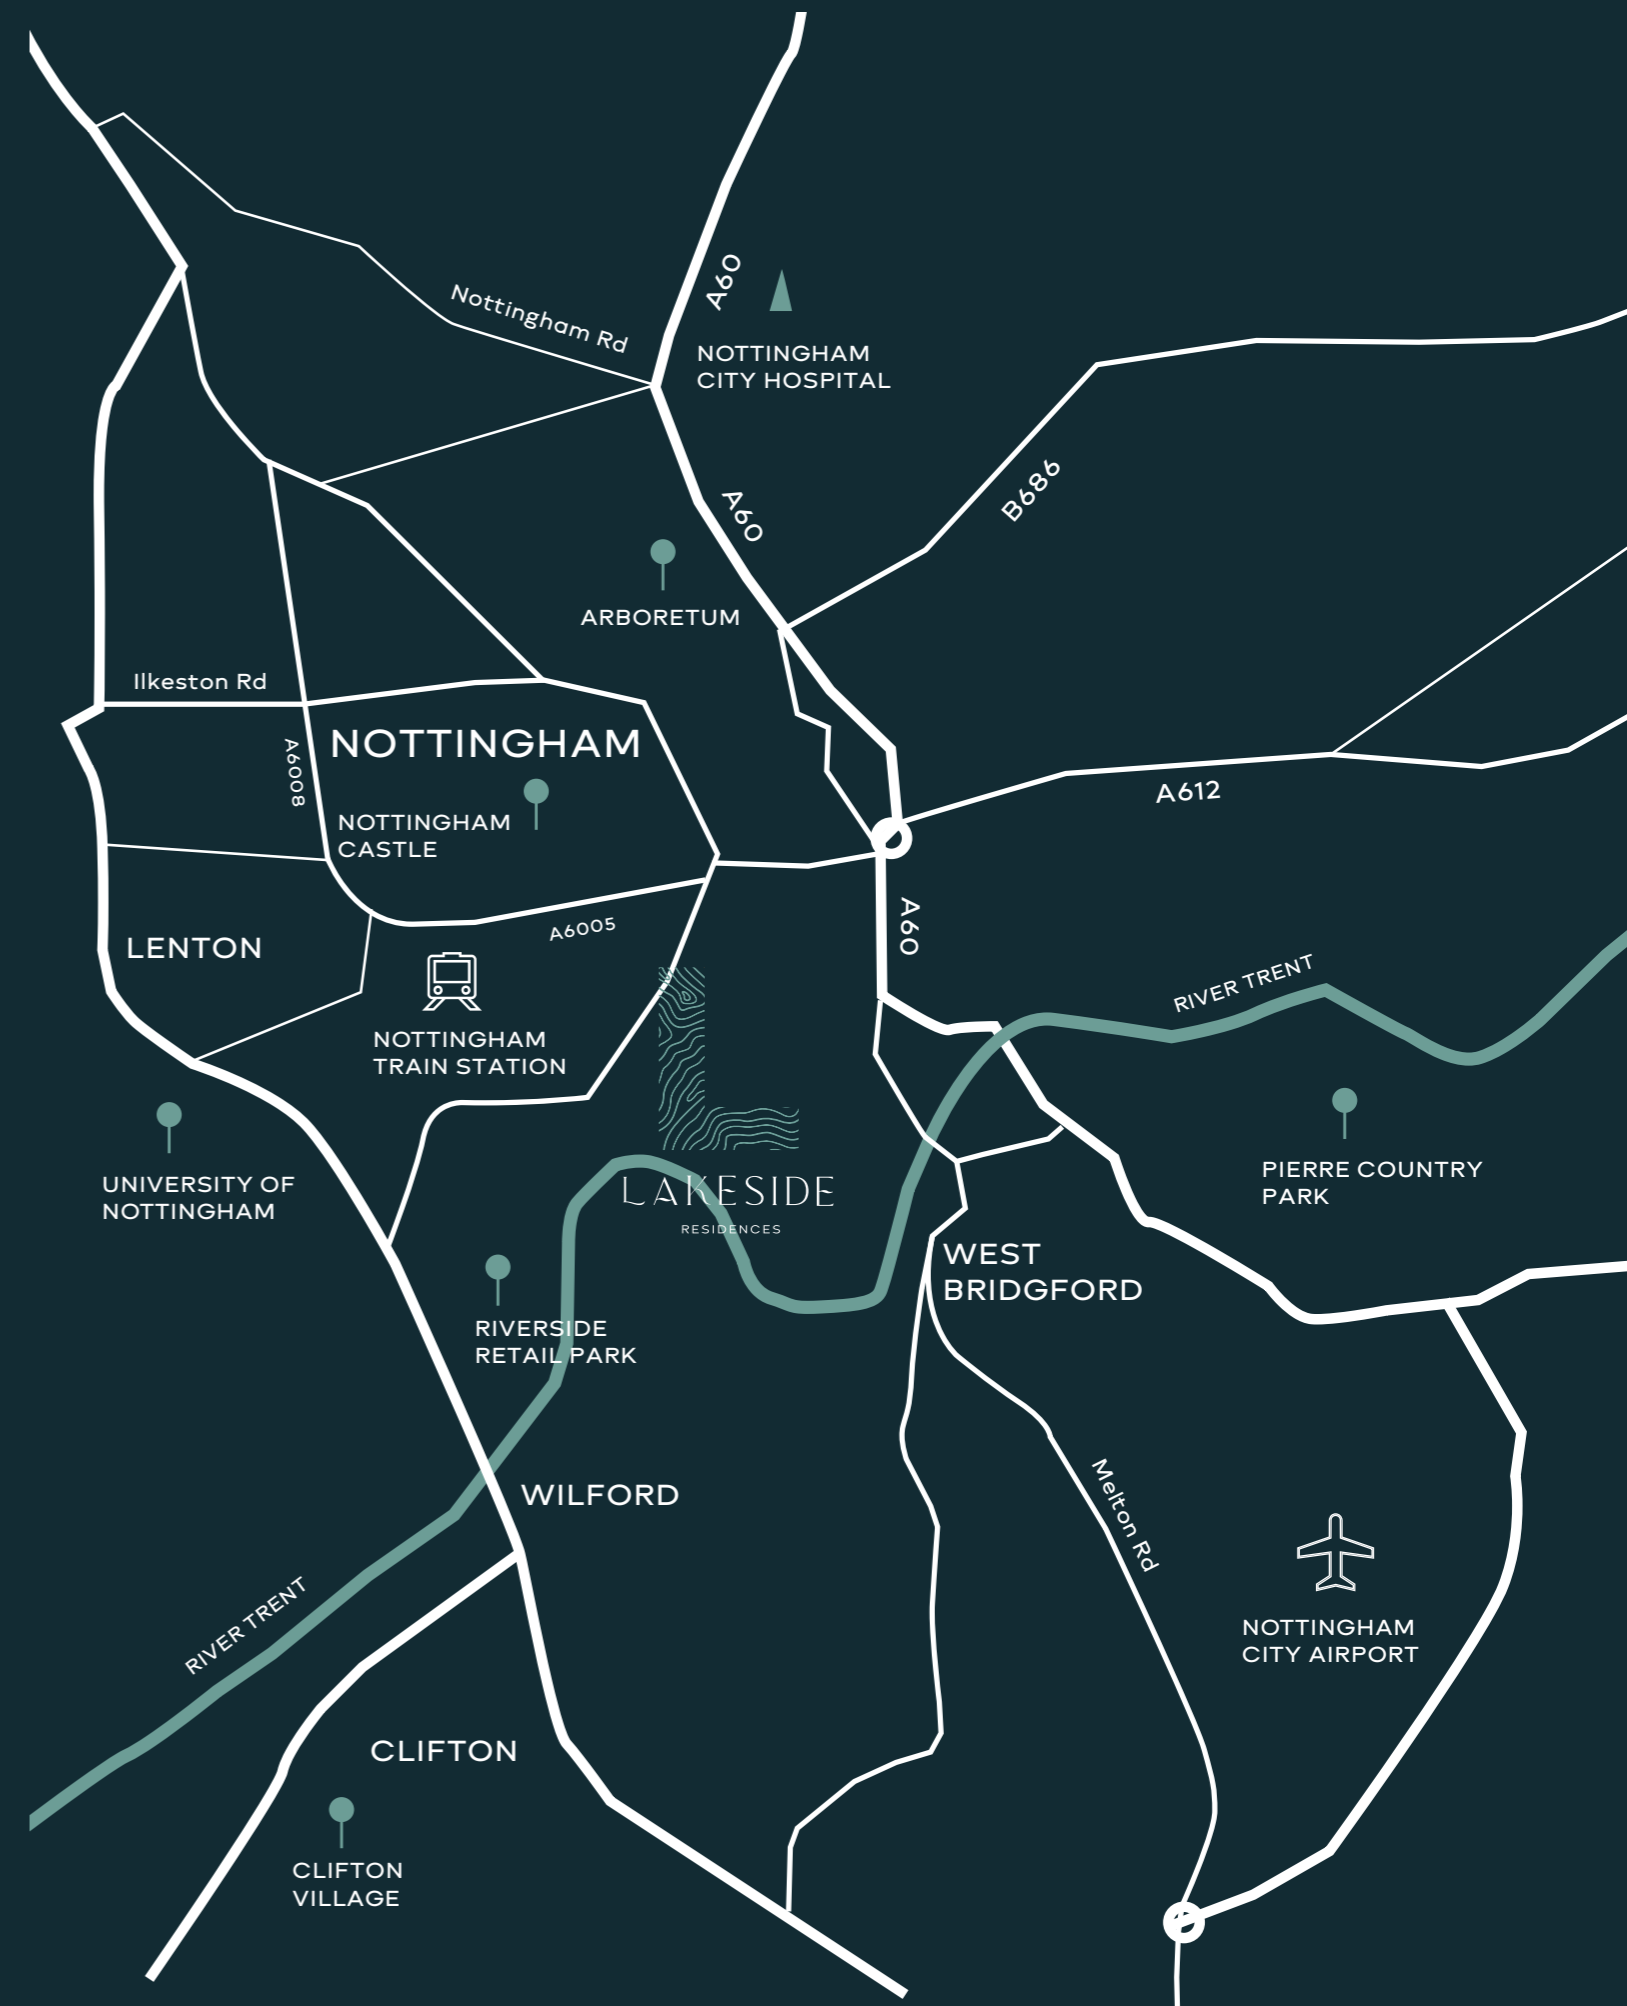 A60
Nottingham Rd
NOTTINGHAM
CITY HOSPITAL
A60
B686
ARBORETUM
Ilkeston Rd
NOTTINGHAM
A6008
A612
NOTTINGHAM
CASTLE
A60
A6005
LENTON
RIVER TRENT
NOTTINGHAM
TRAIN STATION
UNIVERSITY OF
NOTTINGHAM
LAKESIDE
RESIDENCES
PIERRE COUNTRY
PARK
WEST
BRIDGFORD
RIVERSIDE
RETAIL PARK
WILFORD
Melton Rd
RIVER TRENT
NOTTINGHAM
CITY AIRPORT
CLIFTON
CLIFTON
VILLAGE